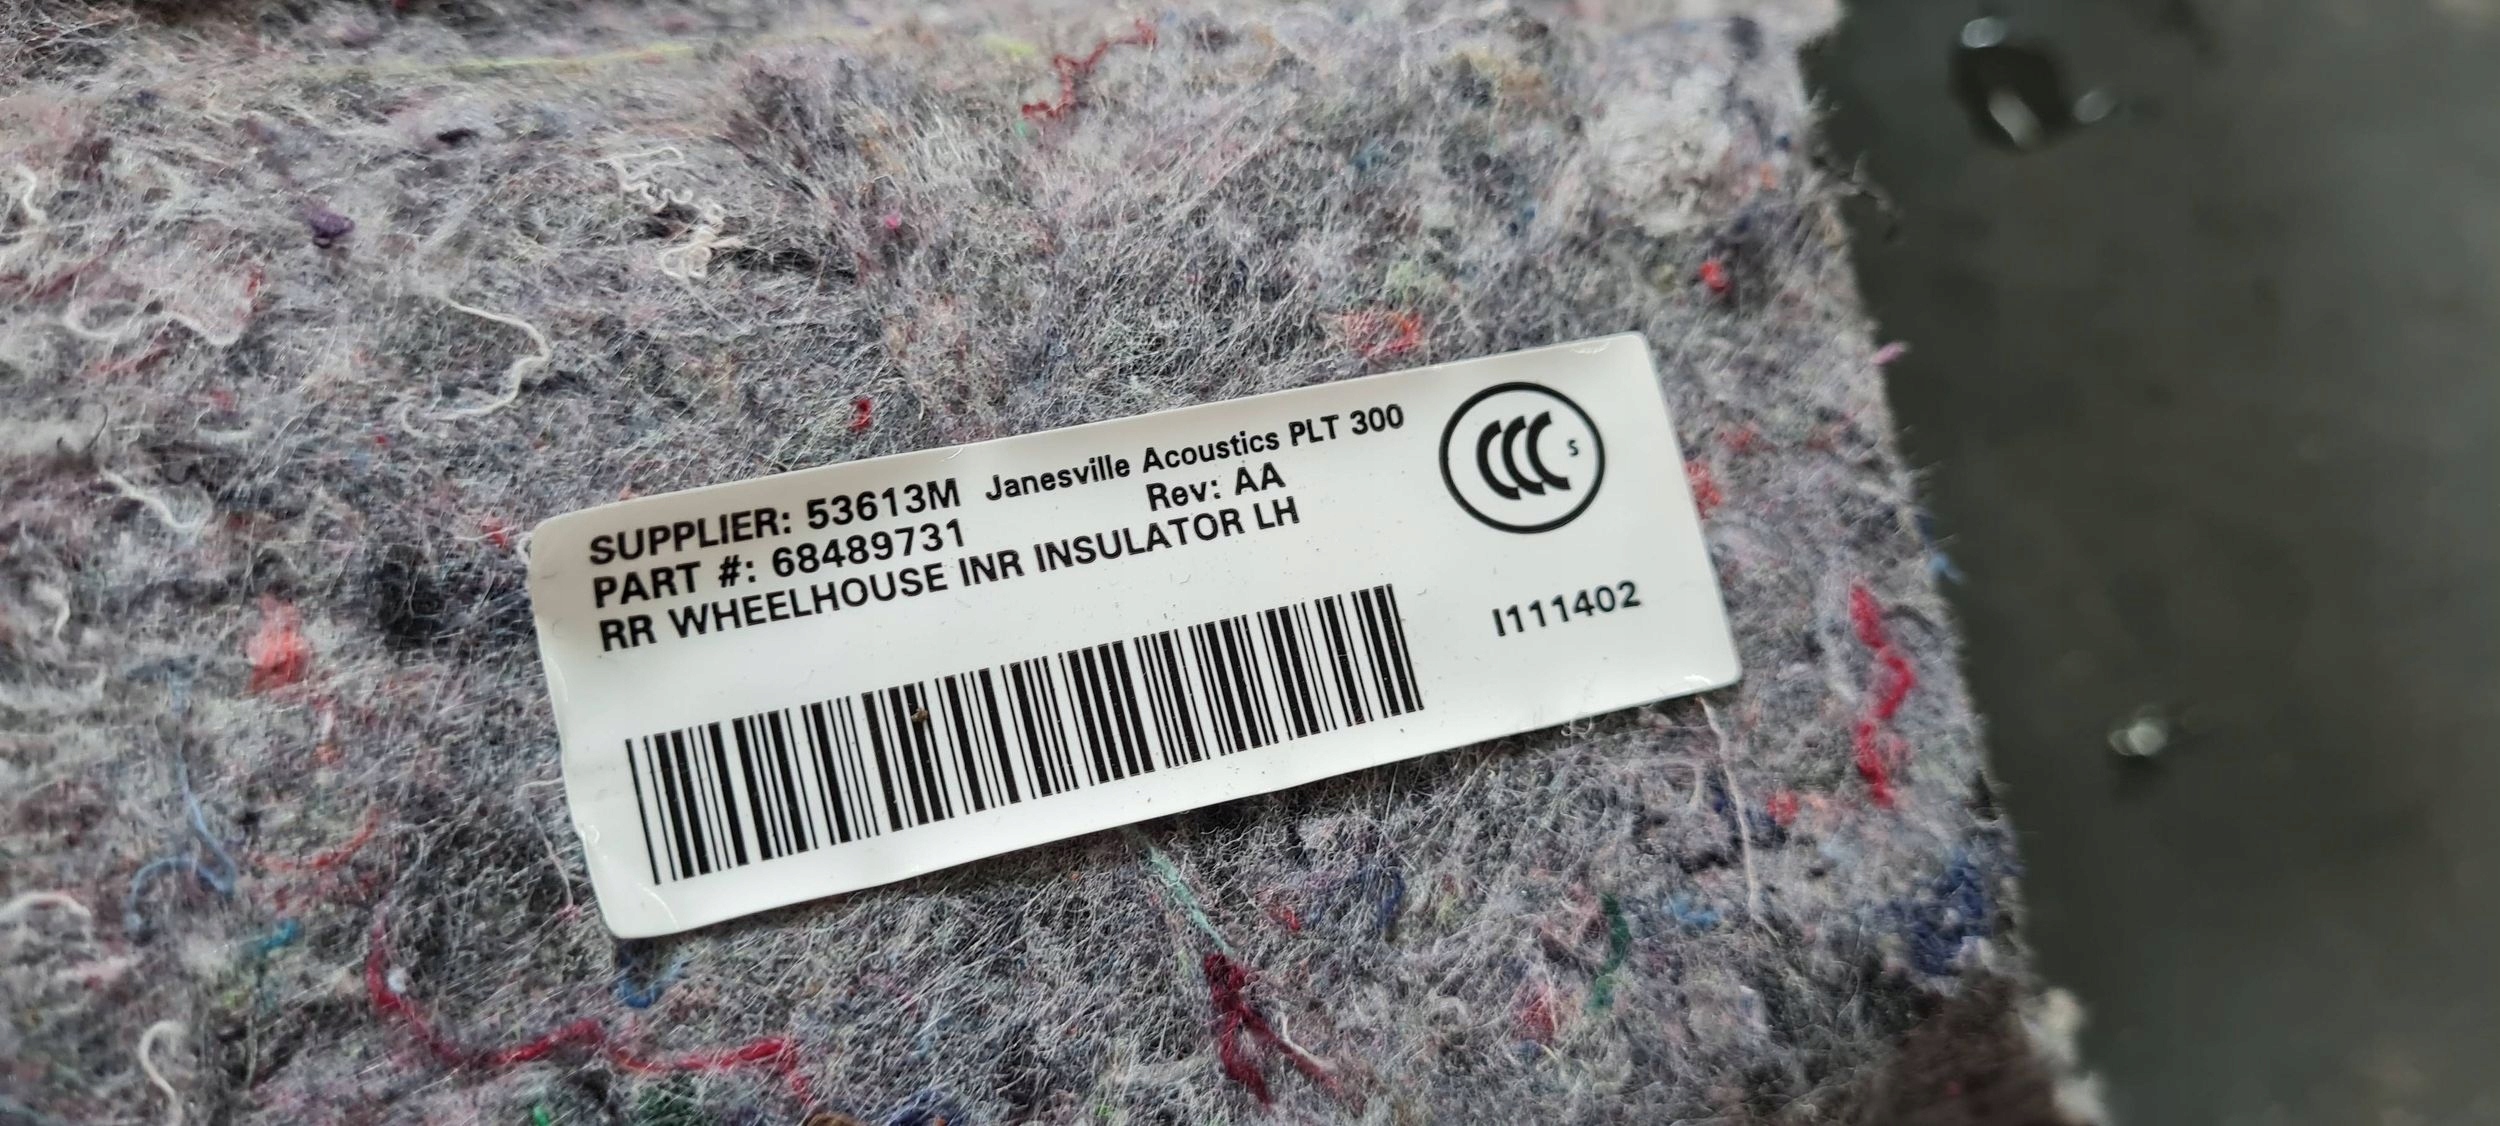 SUPPLIER: 53613M Janesville Acoustics PLT 300
PART #: 68489731 Rev: AA
RR WHEELHOUSE INR INSULATOR LH
CCC S
I111402